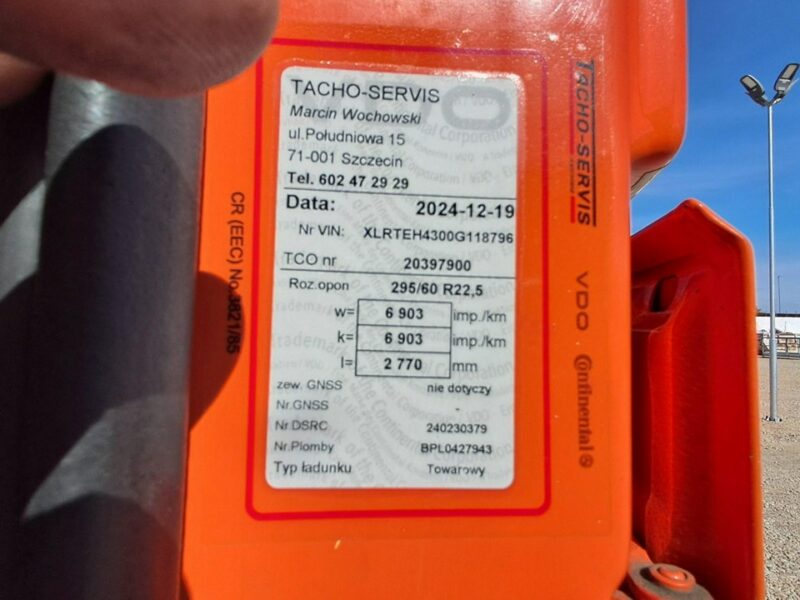 TACHO-SERVIS
Marcin Wochowski
ul.Południowa 15
71-001 Szczecin
Tel. 602 47 29 29
Data: 2024-12-19
Nr VIN: XLRTEH4300G118796
TCO nr 20397900
Roz.opon 295/60 R22,5
w= 6 903 imp./km
k= 6 903 imp./km
l= 2 770 mm
zew. GNSS nie dotyczy
Nr.GNSS -
Nr.DSRC 240230379
Nr.Plomby BPL0427943
Typ ładunku Towarowy
CR (EEC) No.3821/85
TACHO-SERVIS
VDO
Continental®